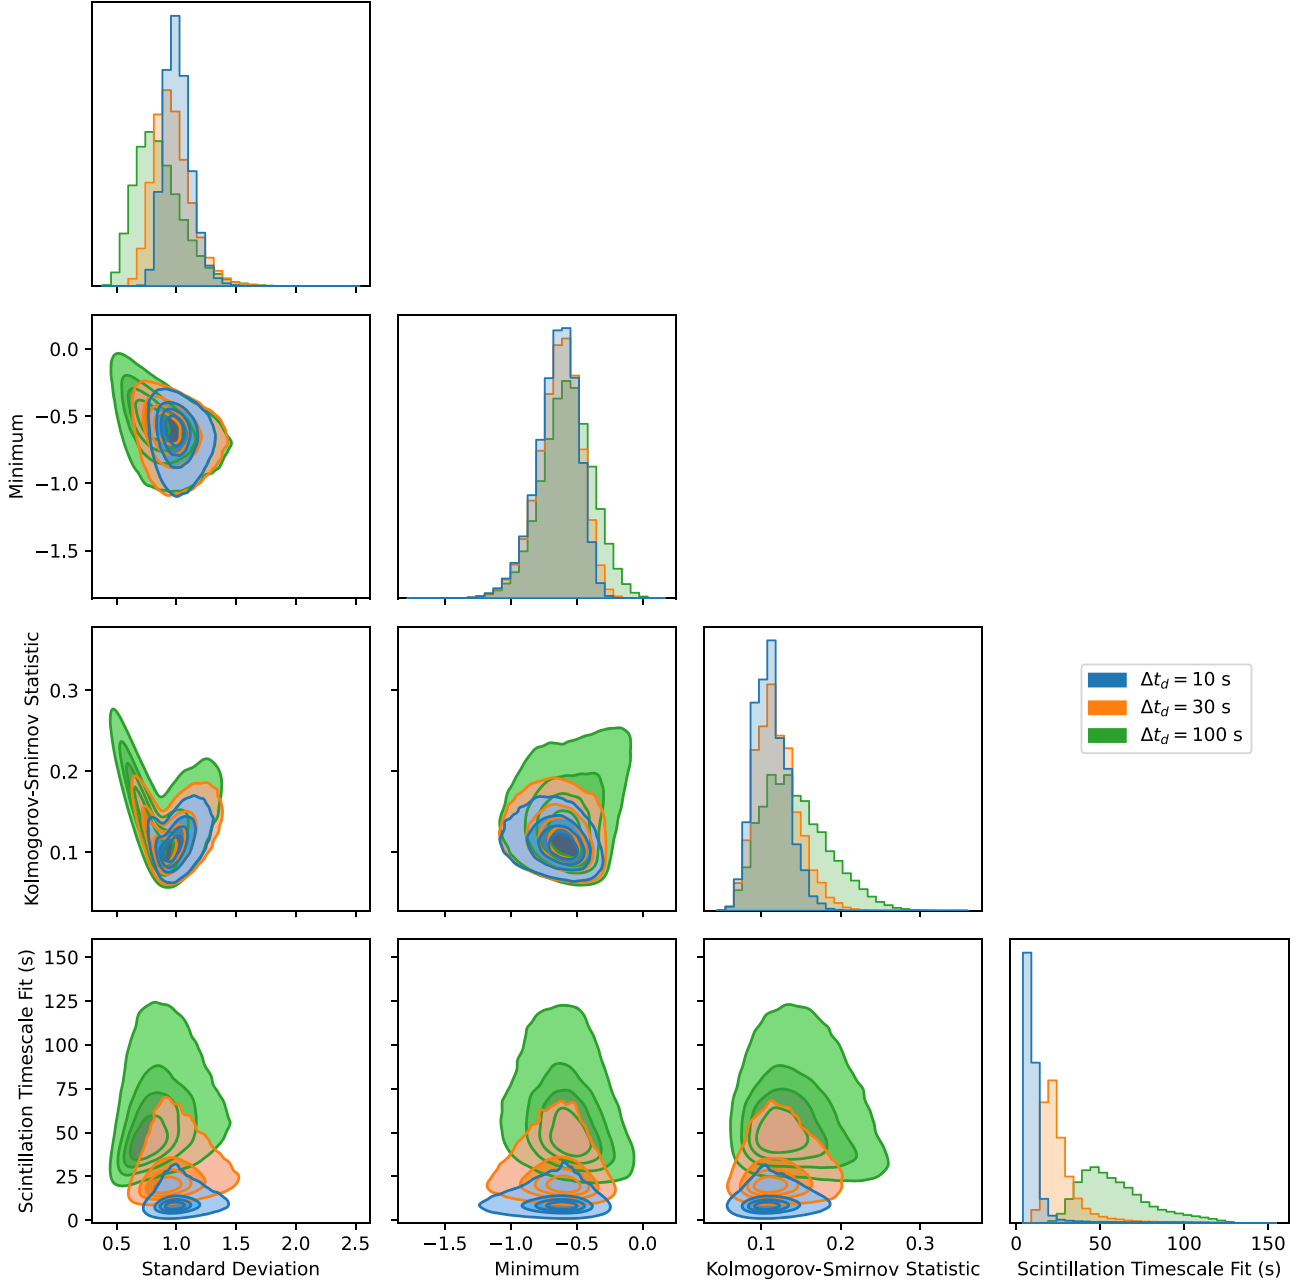 Minimum
0.0
−0.5
−1.0
−1.5
Kolmogorov-Smirnov Statistic
0.3
0.2
0.1
Δt_d = 10 s
Δt_d = 30 s
Δt_d = 100 s
Scintillation Timescale Fit (s)
150
125
100
75
50
25
0
0.5 1.0 1.5 2.0 2.5
−1.5 −1.0 −0.5 0.0
0.1 0.2 0.3
0 50 100 150
Standard Deviation
Minimum
Kolmogorov-Smirnov Statistic
Scintillation Timescale Fit (s)